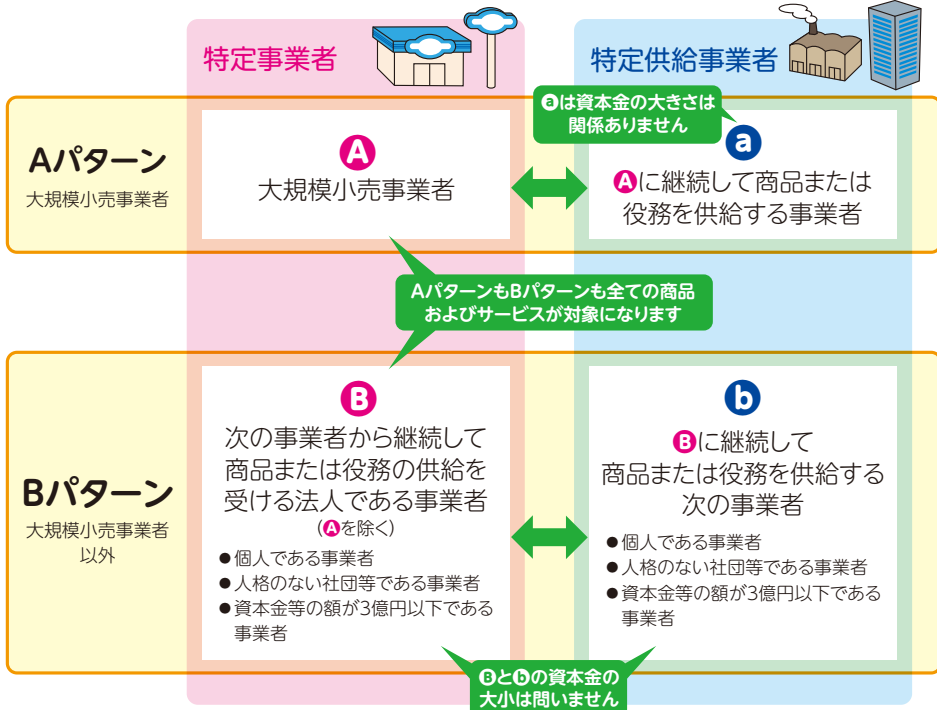 特定事業者
特定供給事業者
Aパターン
大規模小売事業者
A
大規模小売事業者
aは資本金の大きさは
関係ありません
a
Aに継続して商品または
役務を供給する事業者
AパターンもBパターンも全ての商品
およびサービスが対象になります
Bパターン
大規模小売事業者
以外
B
次の事業者から継続して
商品または役務の供給を
受ける法人である事業者
(Aを除く)
●個人である事業者
●人格のない社団等である事業者
●資本金等の額が3億円以下である
事業者
b
Bに継続して
商品または役務を供給する
次の事業者
●個人である事業者
●人格のない社団等である事業者
●資本金等の額が3億円以下である
事業者
Bとbの資本金の
大小は問いません